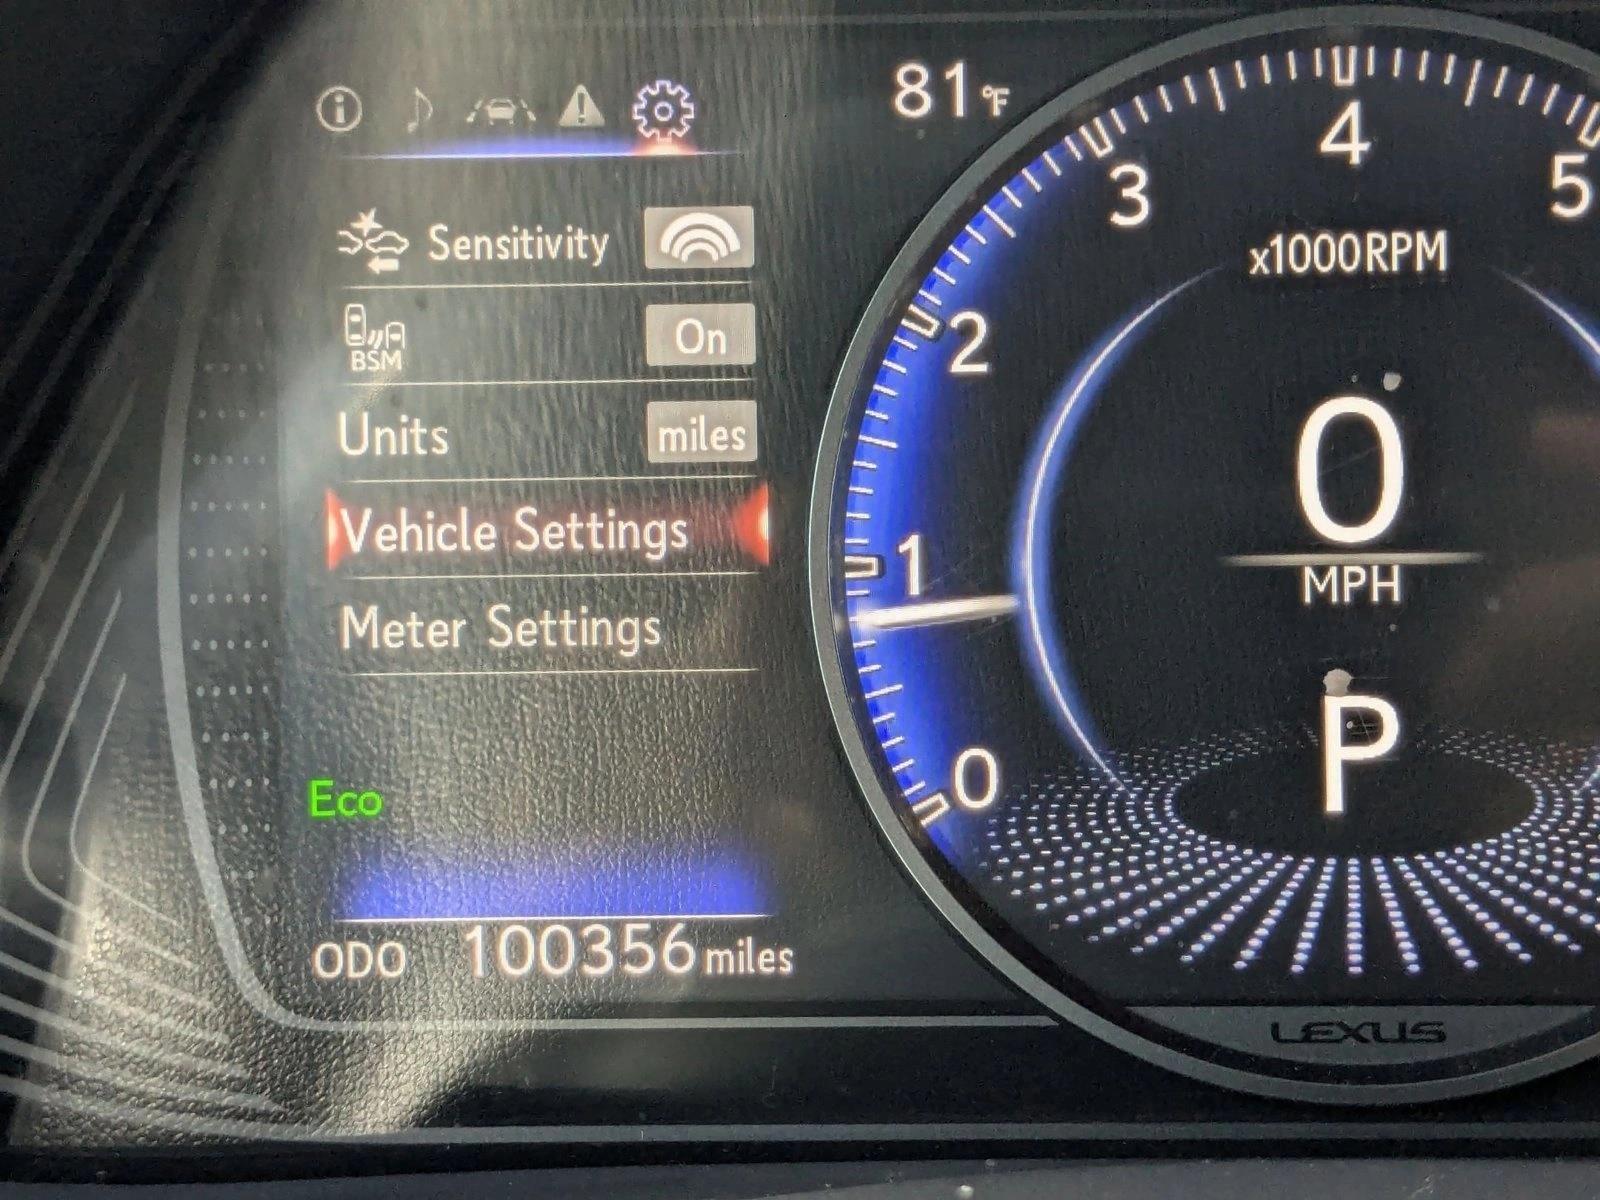 81°F
Sensitivity
BSM On
Units miles
Vehicle Settings
Meter Settings
Eco
ODO 100356 miles
0
1
2
3
4
5
x1000RPM
0
MPH
P
LEXUS